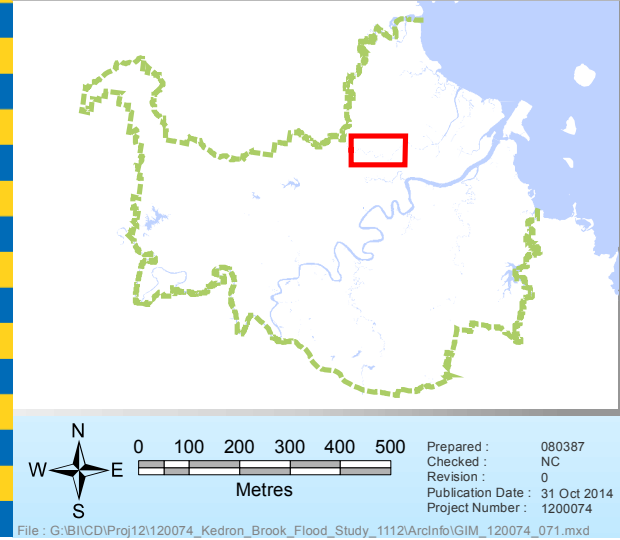 N
W E
S
0 100 200 300 400 500
Metres
Prepared : 080387
Checked : NC
Revision : 0
Publication Date : 31 Oct 2014
Project Number : 1200074
File : G:\BI\CD\Proj12\120074_Kedron_Brook_Flood_Study_1112\ArcInfo\GIM_120074_071.mxd